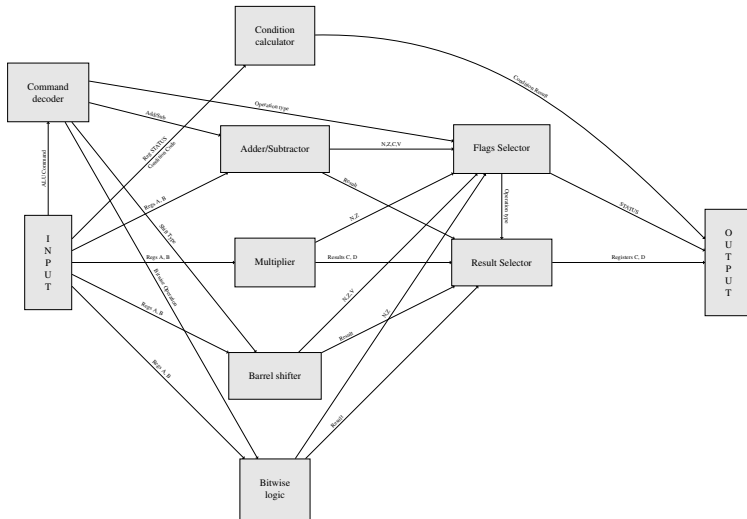 Condition
calculator
Command
decoder
Condition Result
Operation type
Add/Sub
Reg STATUS
Condition Code
Adder/Subtractor
N,Z,C,V
Flags Selector
ALU Command
Regs A, B
Result
Operation type
STATUS
N,Z
Shift Type
I
N
P
U
T
O
U
T
P
U
T
Regs A, B
Multiplier
Results C, D
Result Selector
Registers C, D
Bitwise Operation
N,Z,V
N,Z
Regs A, B
Result
Barrel shifter
Regs A, B
Result
Bitwise
logic